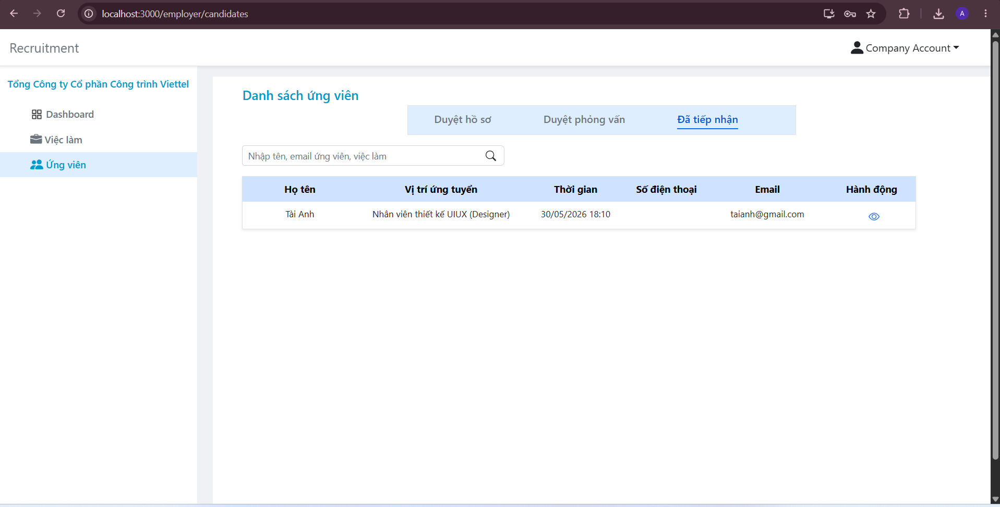 localhost:3000/employer/candidates
A
Recruitment
Company Account
Tổng Công ty Cổ phần Công trình Viettel
Dashboard
Việc làm
Ứng viên
Danh sách ứng viên
Duyệt hồ sơ Duyệt phỏng vấn Đã tiếp nhận
Nhập tên, email ứng viên, việc làm
Họ tên Vị trí ứng tuyển Thời gian Số điện thoại Email Hành động
Tài Anh Nhân viên thiết kế UIUX (Designer) 30/05/2026 18:10 taianh@gmail.com